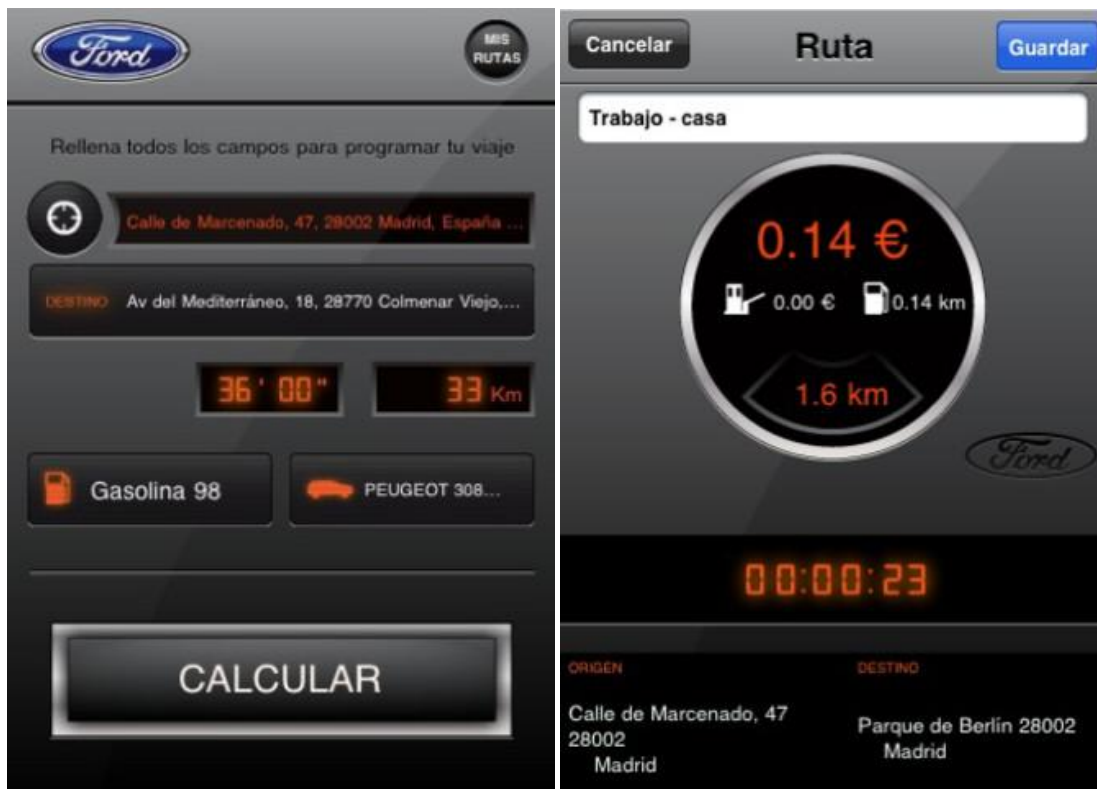 Ford
MIS
RUTAS
Rellena todos los campos para programar tu viaje
Calle de Marcenado, 47, 28002 Madrid, España ...
DESTINO Av del Mediterráneo, 18, 28770 Colmenar Viejo,...
36' 00" 33 Km
Gasolina 98 PEUGEOT 308...
CALCULAR
Cancelar Ruta Guardar
Trabajo - casa
0.14 €
0.00 € 0.14 km
1.6 km
Ford
00:00:23
ORIGEN DESTINO
Calle de Marcenado, 47
28002
Madrid
Parque de Berlín 28002
Madrid